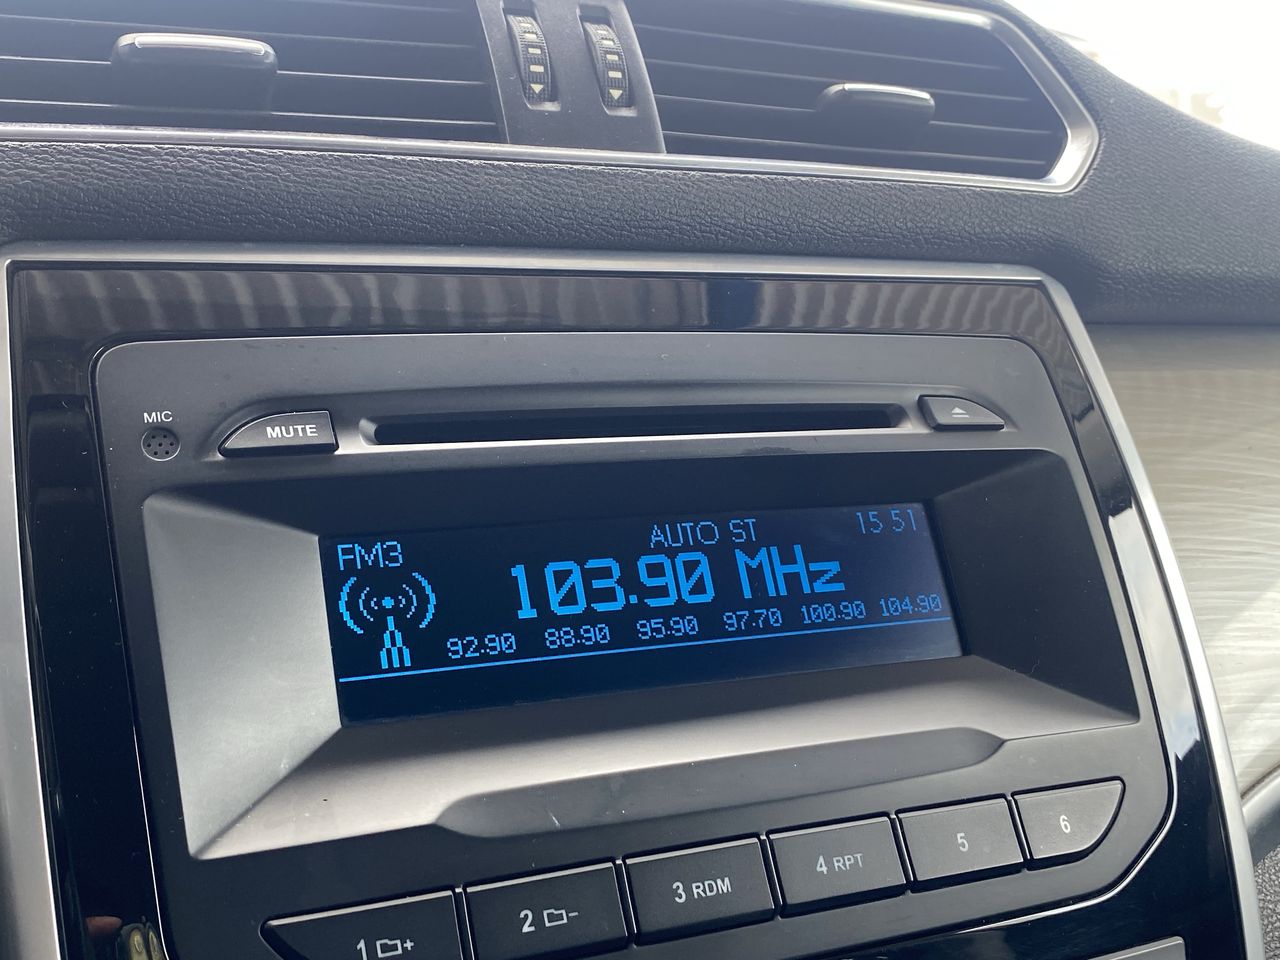 MIC
MUTE
FM3
AUTO ST
15 51
103.90 MHz
92.90 88.90 95.90 97.70 100.90 104.90
1 +
2 -
3 RDM
4 RPT
5
6